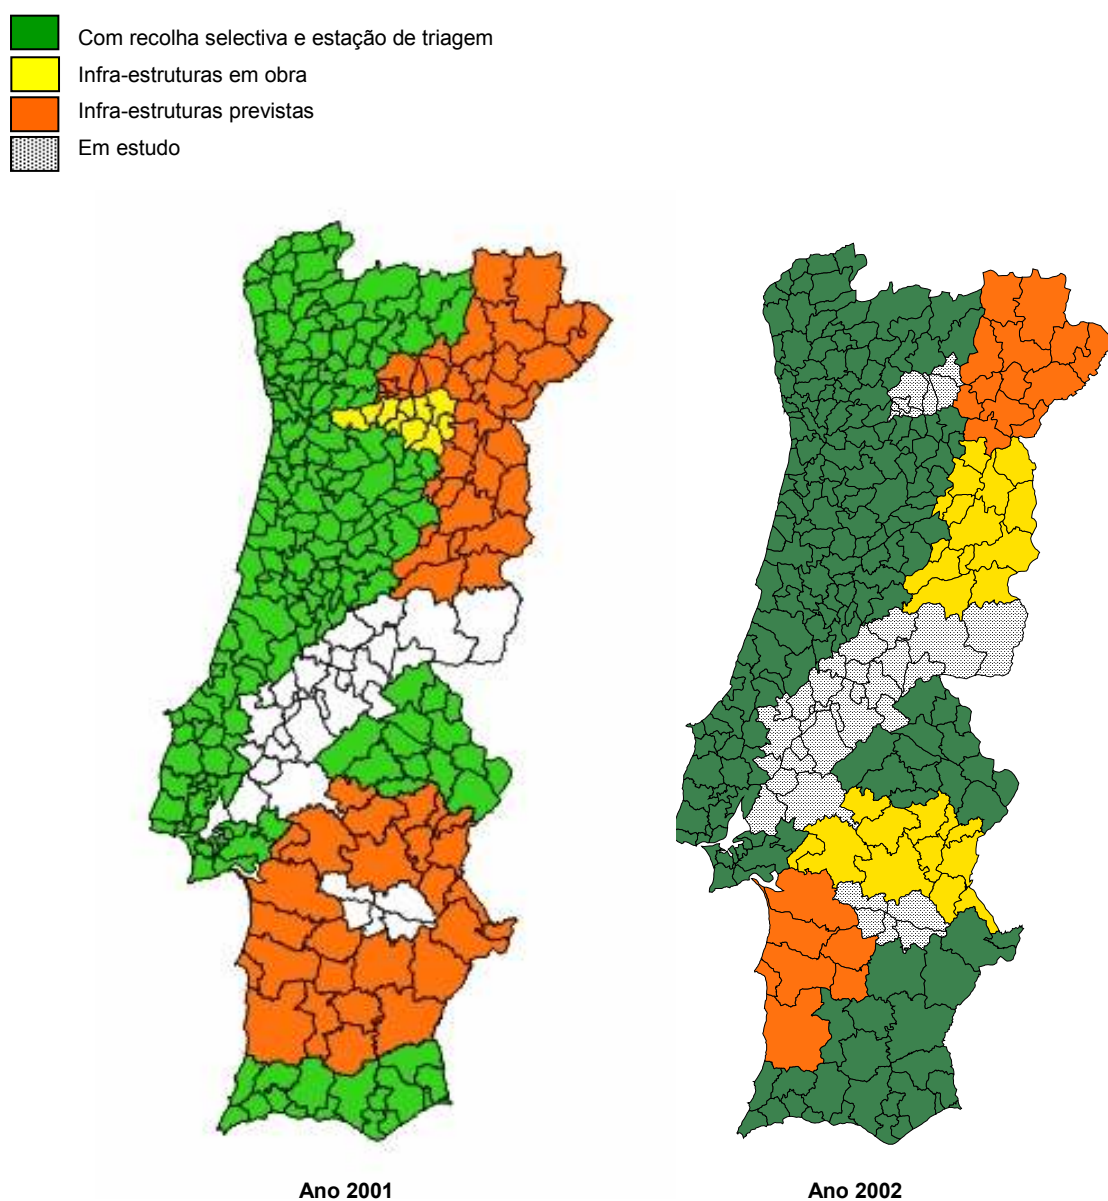 Com recolha selectiva e estação de triagem
Infra-estruturas em obra
Infra-estruturas previstas
Em estudo
Ano 2001
Ano 2002